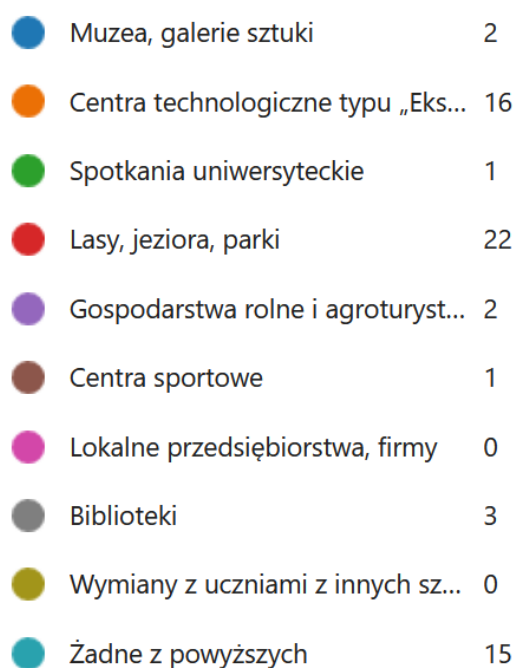 Muzea, galerie sztuki 2
Centra technologiczne typu „Eks... 16
Spotkania uniwersyteckie 1
Lasy, jeziora, parki 22
Gospodarstwa rolne i agroturyst... 2
Centra sportowe 1
Lokalne przedsiębiorstwa, firmy 0
Biblioteki 3
Wymiany z uczniami z innych sz... 0
Żadne z powyższych 15